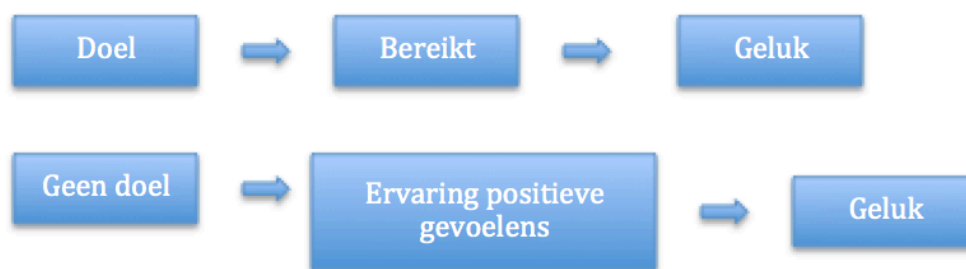 Doel
Bereikt
Geluk
Geen doel
Ervaring positieve
gevoelens
Geluk